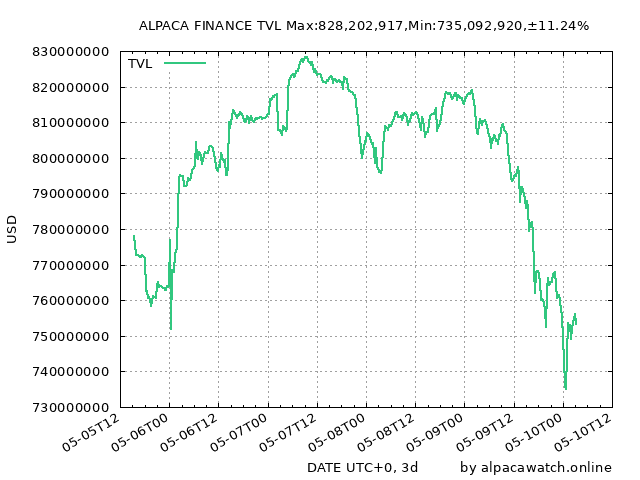 ALPACA FINANCE TVL Max:828,202,917,Min:735,092,920,±11.24%
TVL
830000000
820000000
810000000
800000000
790000000
780000000
770000000
760000000
750000000
740000000
730000000
USD
05-05T12
05-06T00
05-06T12
05-07T00
05-07T12
05-08T00
05-08T12
05-09T00
05-09T12
05-10T00
05-10T12
DATE UTC+0, 3d
by alpacawatch.online